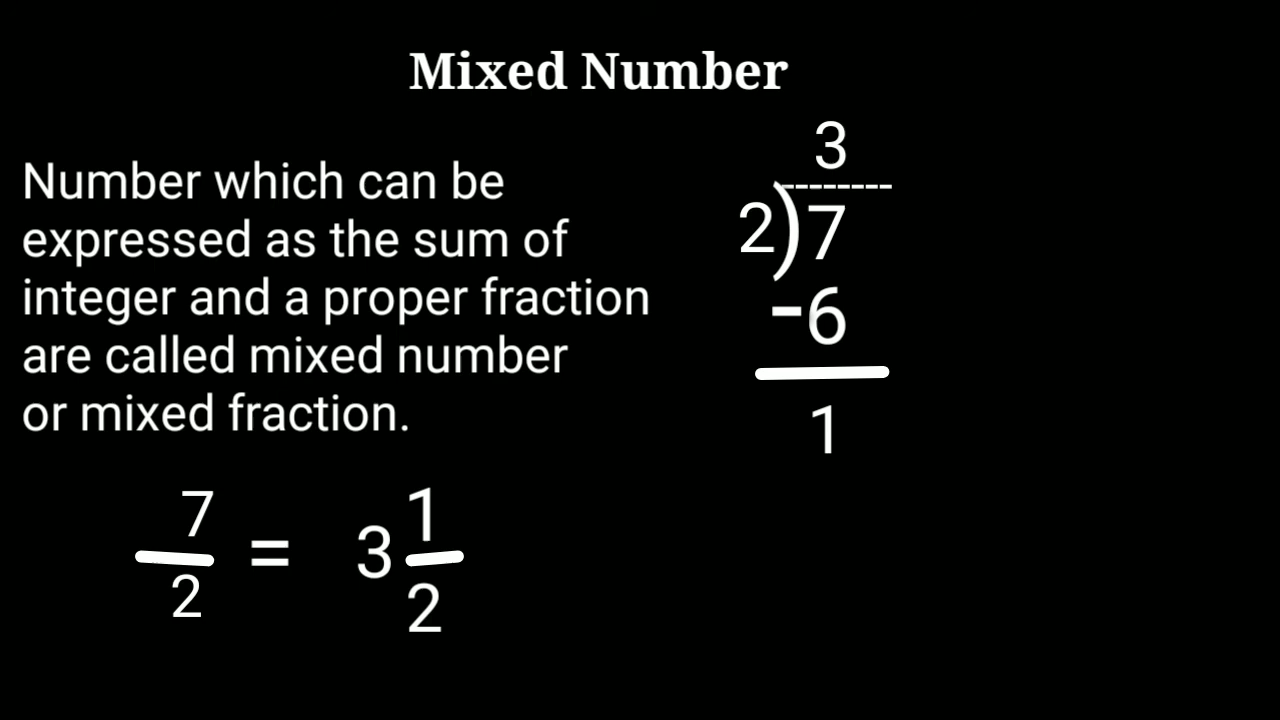 Mixed Number
Number which can be
expressed as the sum of
integer and a proper fraction
are called mixed number
or mixed fraction.
3
2)7
-6
1
7/2 = 3 1/2